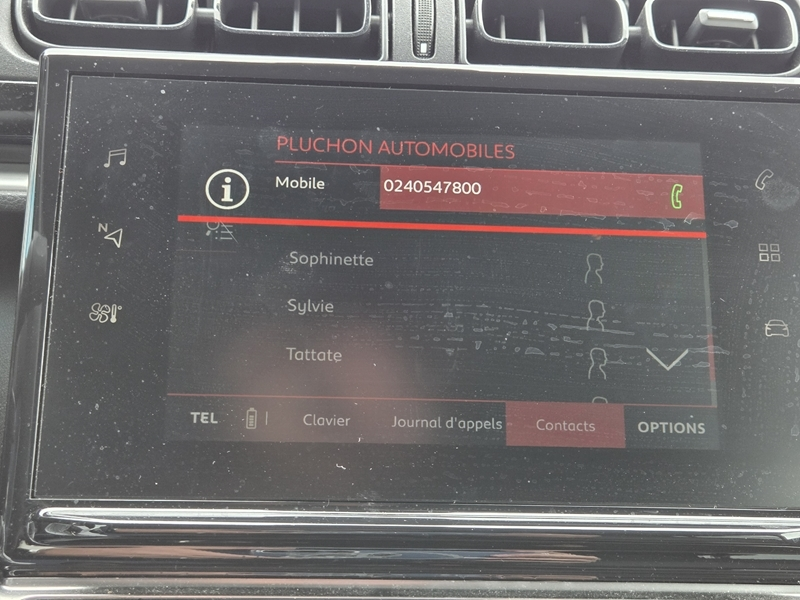 PLUCHON AUTOMOBILES
Mobile 0240547800
N
Sophinette
Sylvie
Tattate
TEL Clavier Journal d'appels Contacts OPTIONS